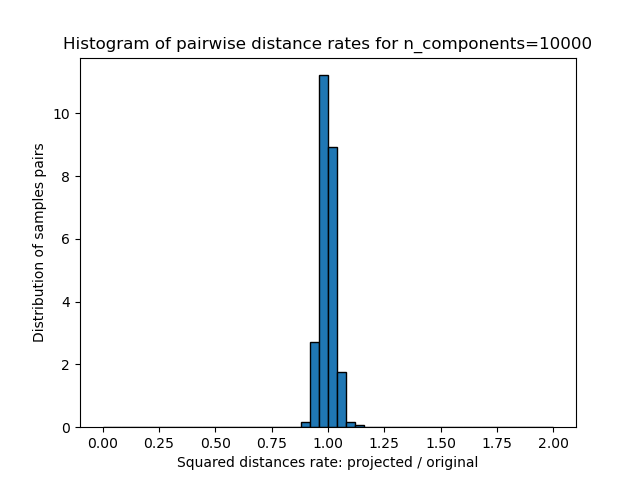 Histogram of pairwise distance rates for n_components=10000
Distribution of samples pairs
10
8
6
4
2
0
0.00 0.25 0.50 0.75 1.00 1.25 1.50 1.75 2.00
Squared distances rate: projected / original